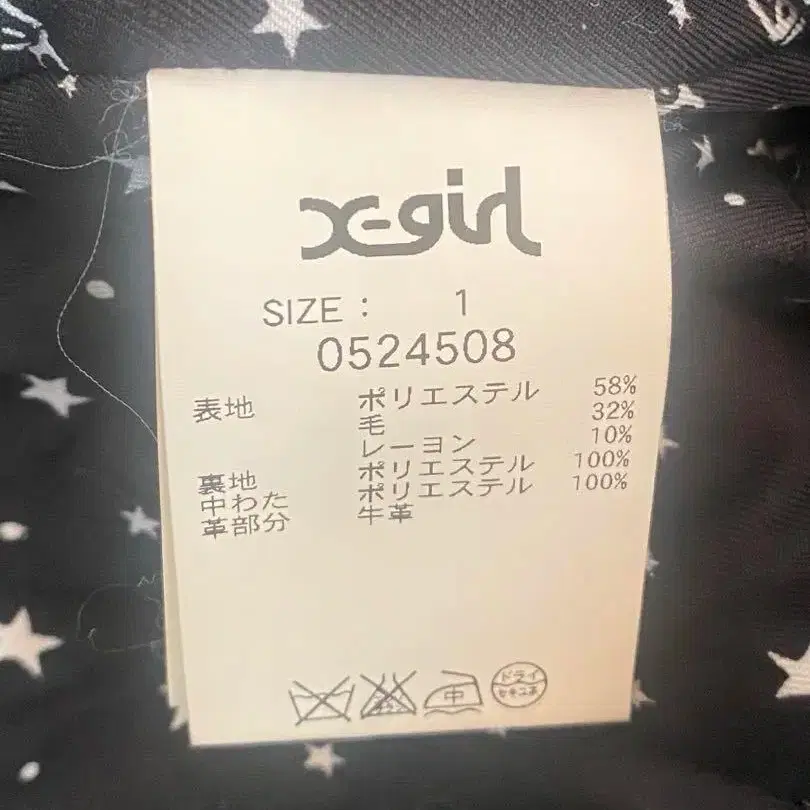 X-girl
SIZE : 1
0524508
表地 ポリエステル 58%
毛 32%
レーヨン 10%
裏地 ポリエステル 100%
中わた ポリエステル 100%
革部分 牛革
中
ドライ
セキユ系